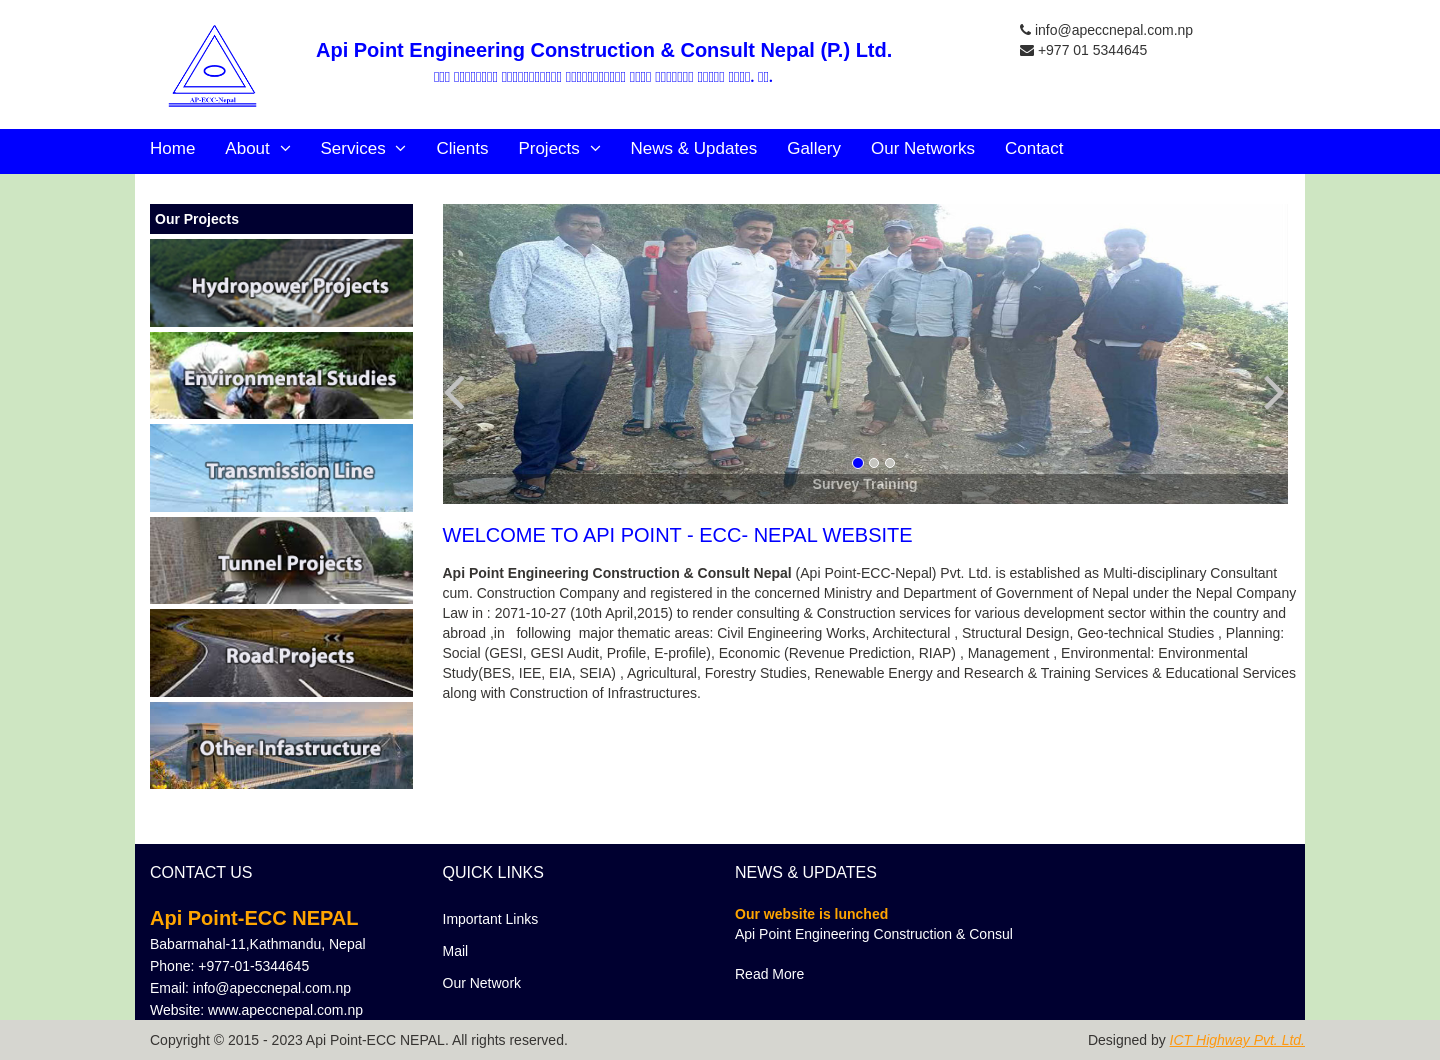 AP-ECC-Nepal
Api Point Engineering Construction & Consult Nepal (P.) Ltd.
info@apeccnepal.com.np
+977 01 5344645
Home About Services Clients Projects News & Updates Gallery Our Networks Contact
Our Projects
Hydropower Projects
Environmental Studies
Transmission Line
Tunnel Projects
Road Projects
Other Infastructure
Survey Training
WELCOME TO API POINT - ECC- NEPAL WEBSITE
Api Point Engineering Construction & Consult Nepal (Api Point-ECC-Nepal) Pvt. Ltd. is established as Multi-disciplinary Consultant
cum. Construction Company and registered in the concerned Ministry and Department of Government of Nepal under the Nepal Company
Law in : 2071-10-27 (10th April,2015) to render consulting & Construction services for various development sector within the country and
abroad ,in following major thematic areas: Civil Engineering Works, Architectural , Structural Design, Geo-technical Studies , Planning:
Social (GESI, GESI Audit, Profile, E-profile), Economic (Revenue Prediction, RIAP) , Management , Environmental: Environmental
Study(BES, IEE, EIA, SEIA) , Agricultural, Forestry Studies, Renewable Energy and Research & Training Services & Educational Services
along with Construction of Infrastructures.
CONTACT US
Api Point-ECC NEPAL
Babarmahal-11,Kathmandu, Nepal
Phone: +977-01-5344645
Email: info@apeccnepal.com.np
Website: www.apeccnepal.com.np
QUICK LINKS
Important Links
Mail
Our Network
NEWS & UPDATES
Our website is lunched
Api Point Engineering Construction & Consul
Read More
Copyright © 2015 - 2023 Api Point-ECC NEPAL. All rights reserved.
Designed by ICT Highway Pvt. Ltd.